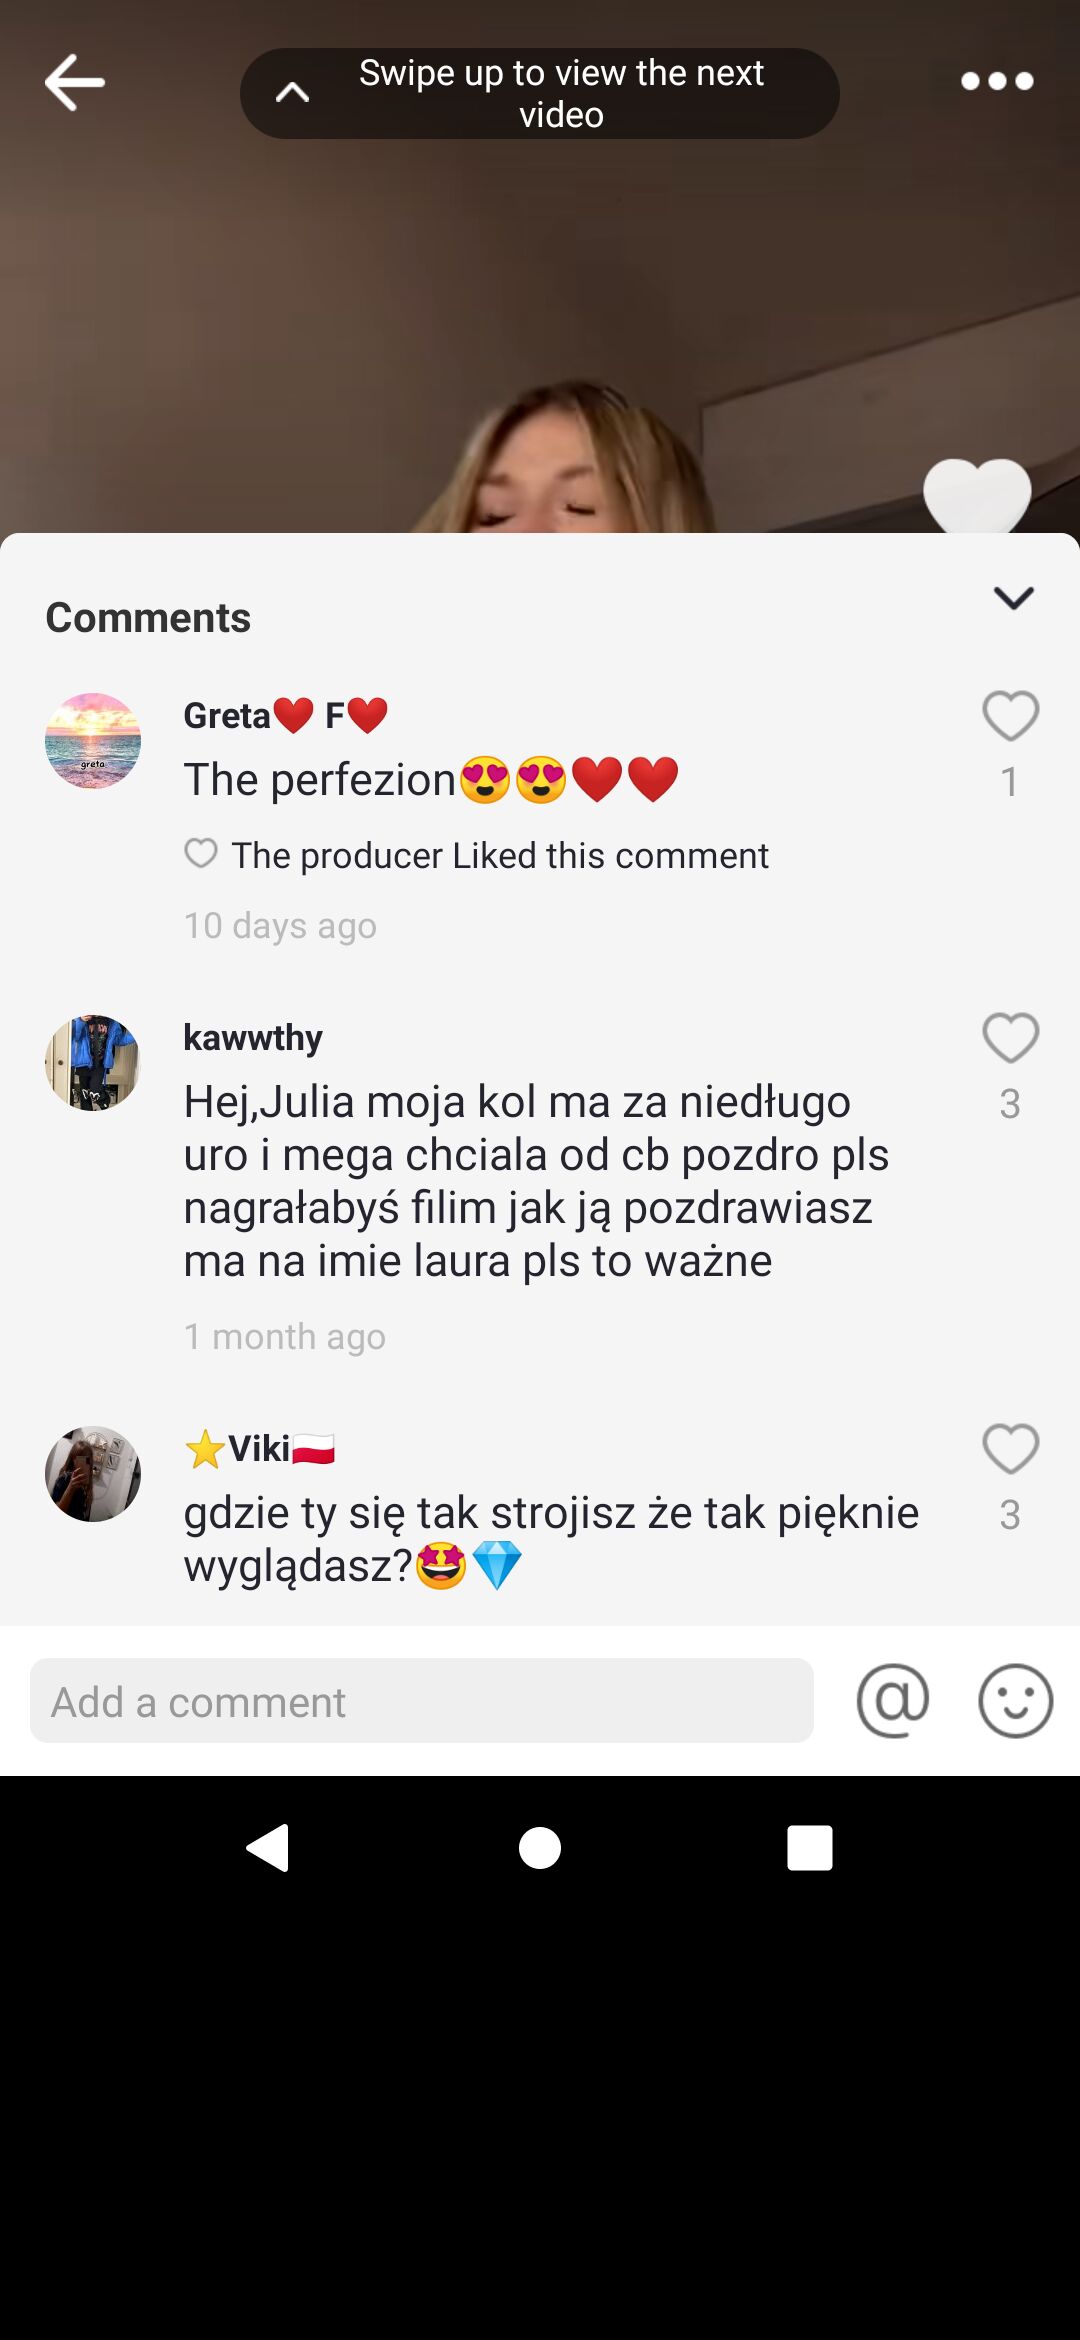 Swipe up to view the next
video
Comments
Greta❤️ F❤️
The perfezion😍😍❤️❤️
1
The producer Liked this comment
10 days ago
kawwthy
Hej,Julia moja kol ma za niedługo
uro i mega chciala od cb pozdro pls
nagrałabyś filim jak ją pozdrawiasz
ma na imie laura pls to ważne
3
1 month ago
⭐Viki🇵🇱
gdzie ty się tak strojisz że tak pięknie
wyglądasz?🤩💎
3
Add a comment
greta